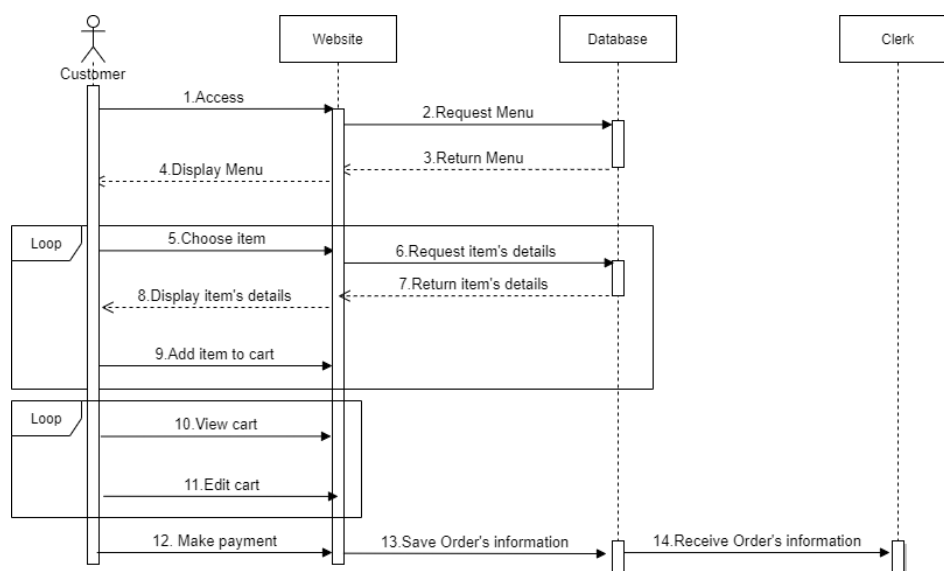 Website
Database
Clerk
Customer
1.Access
2.Request Menu
3.Return Menu
4.Display Menu
Loop
5.Choose item
6.Request item's details
7.Return item's details
8.Display item's details
9.Add item to cart
Loop
10.View cart
11.Edit cart
12. Make payment
13.Save Order's information
14.Receive Order's information